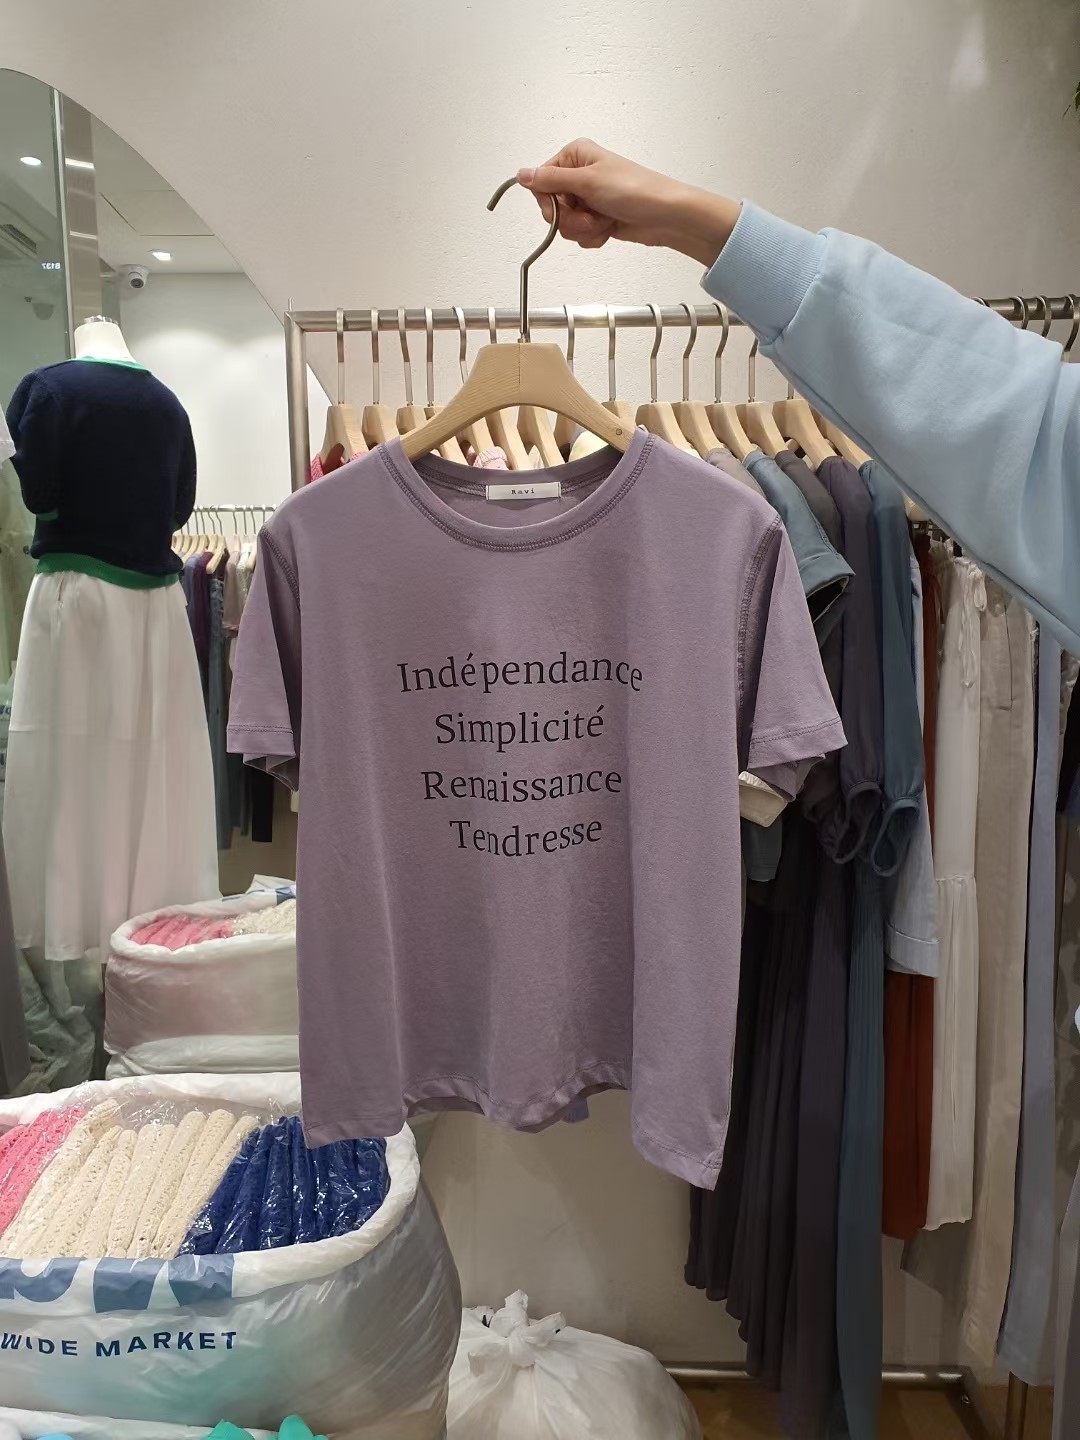 Ravi
Indépendance
Simplicité
Renaissance
Tendresse
WIDE MARKET